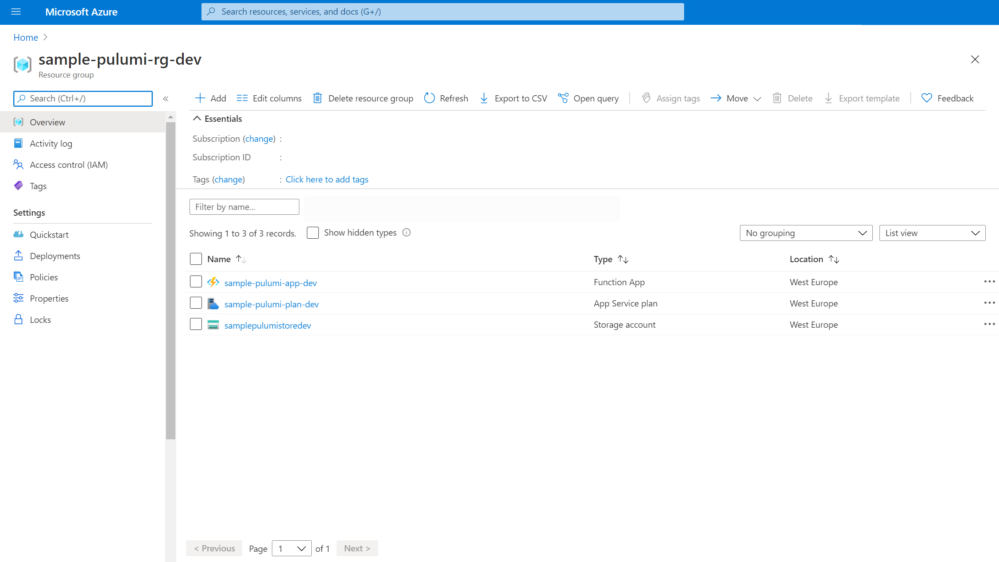 Microsoft Azure
Search resources, services, and docs (G+/)
Home
sample-pulumi-rg-dev
Resource group
Search (Ctrl+/)
«
Add
Edit columns
Delete resource group
Refresh
Export to CSV
Open query
Assign tags
Move
Delete
Export template
Feedback
Overview
Activity log
Access control (IAM)
Tags
Settings
Quickstart
Deployments
Policies
Properties
Locks
Essentials
Subscription (change) :
Subscription ID :
Tags (change) : Click here to add tags
Filter by name...
Showing 1 to 3 of 3 records.
Show hidden types
No grouping
List view
Name Type Location
sample-pulumi-app-dev Function App West Europe
sample-pulumi-plan-dev App Service plan West Europe
samplepulumistoredev Storage account West Europe
< Previous Page 1 of 1 Next >